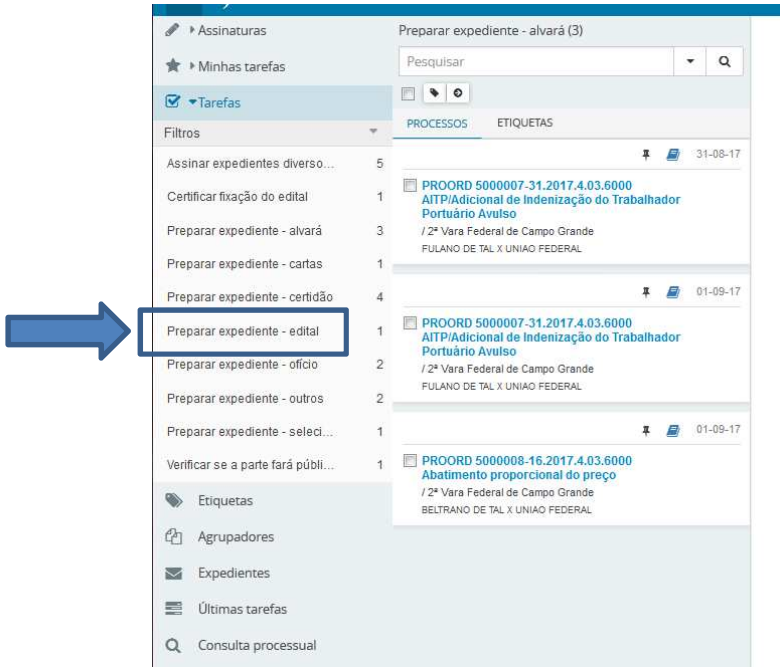 Assinaturas
Minhas tarefas
Tarefas
Filtros
Assinar expedientes diverso... 5
Certificar fixação do edital 1
Preparar expediente - alvará 3
Preparar expediente - cartas 1
Preparar expediente - certidão 4
Preparar expediente - edital 1
Preparar expediente - ofício 2
Preparar expediente - outros 2
Preparar expediente - seleci... 1
Verificar se a parte fará públi... 1
Etiquetas
Agrupadores
Expedientes
Últimas tarefas
Consulta processual
Preparar expediente - alvará (3)
Pesquisar
PROCESSOS ETIQUETAS
31-08-17
PROORD 5000007-31.2017.4.03.6000
AITP/Adicional de Indenização do Trabalhador
Portuário Avulso
/ 2ª Vara Federal de Campo Grande
FULANO DE TAL X UNIAO FEDERAL
01-09-17
PROORD 5000007-31.2017.4.03.6000
AITP/Adicional de Indenização do Trabalhador
Portuário Avulso
/ 2ª Vara Federal de Campo Grande
FULANO DE TAL X UNIAO FEDERAL
01-09-17
PROORD 5000008-16.2017.4.03.6000
Abatimento proporcional do preço
/ 2ª Vara Federal de Campo Grande
BELTRANO DE TAL X UNIAO FEDERAL